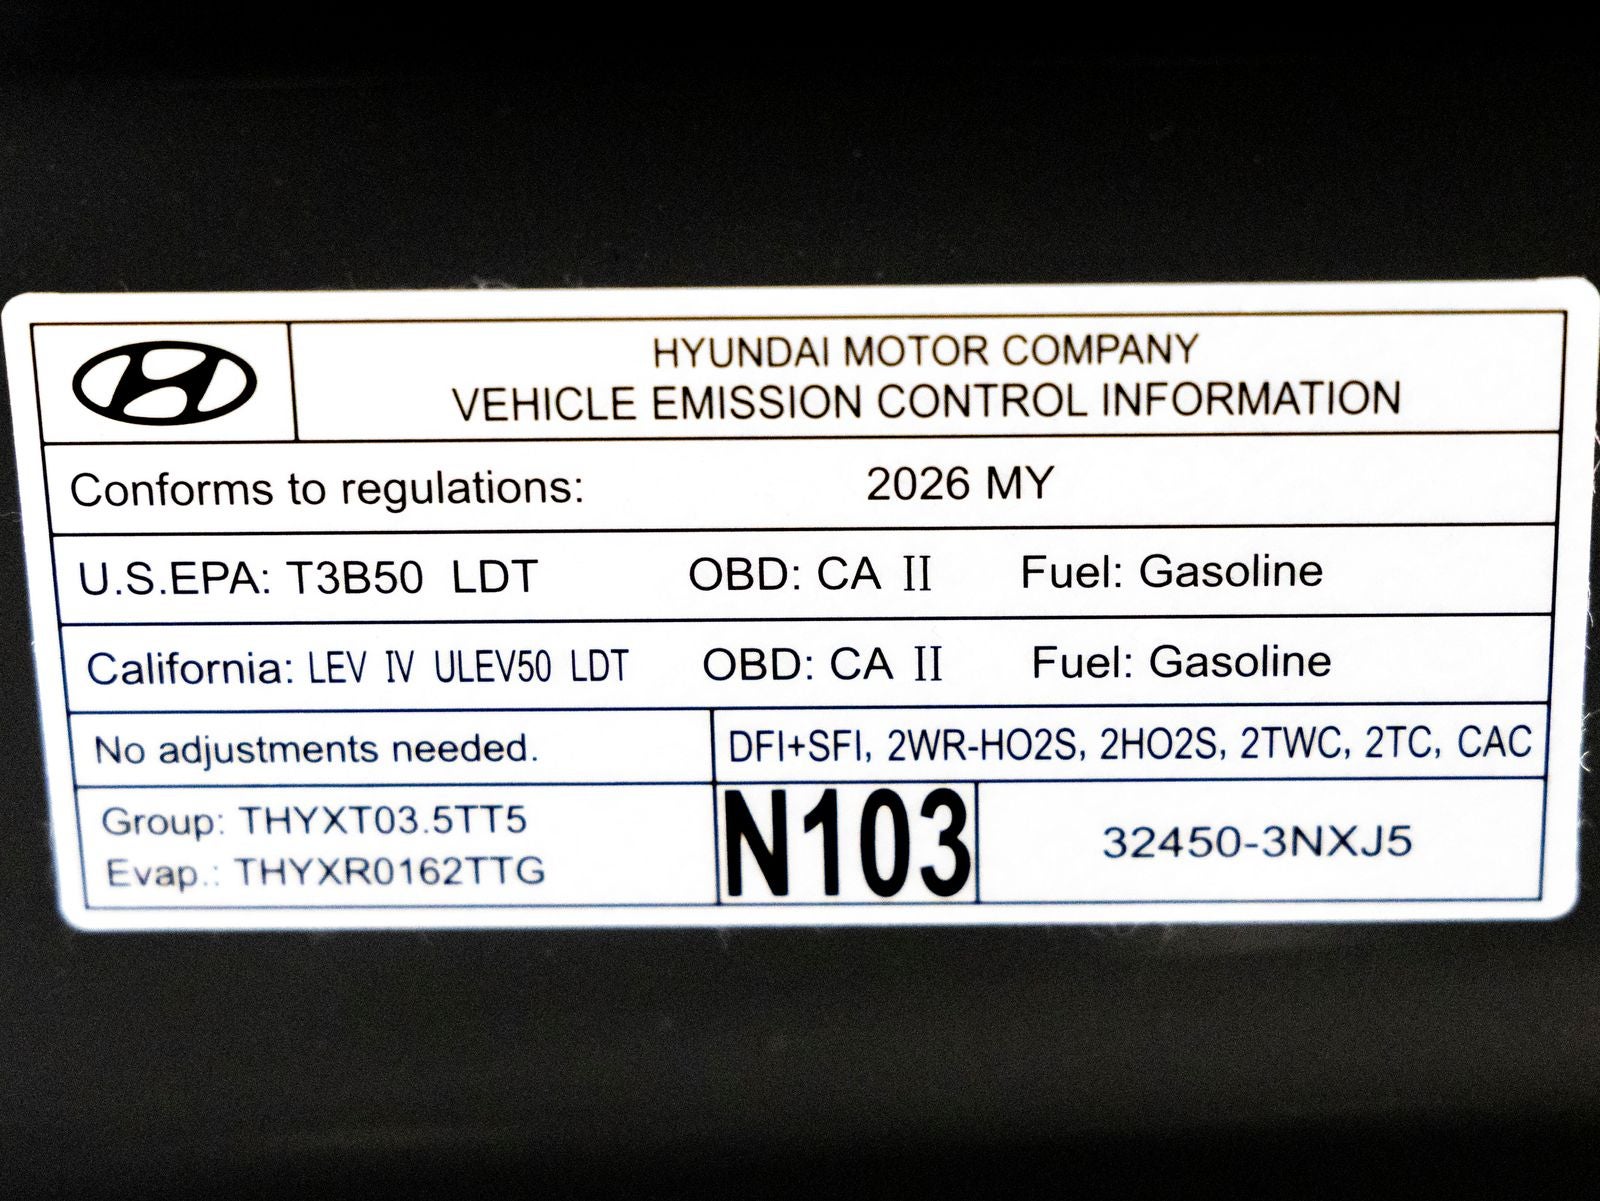 HYUNDAI MOTOR COMPANY
VEHICLE EMISSION CONTROL INFORMATION
Conforms to regulations: 2026 MY
U.S.EPA: T3B50 LDT OBD: CA II Fuel: Gasoline
California: LEV IV ULEV50 LDT OBD: CA II Fuel: Gasoline
No adjustments needed. DFI+SFI, 2WR-HO2S, 2HO2S, 2TWC, 2TC, CAC
Group: THYXT03.5TT5
Evap.: THYXR0162TTG
N103
32450-3NXJ5